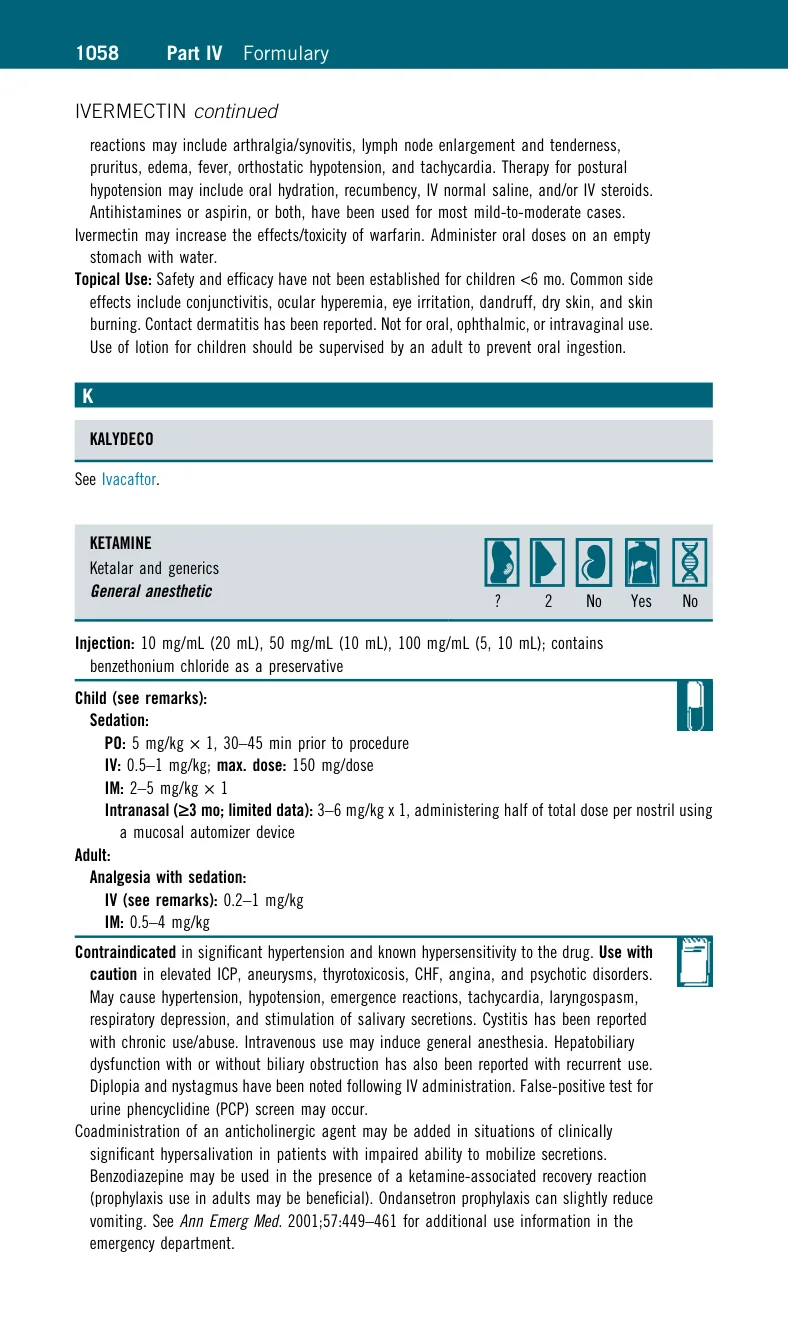 1058 Part IV Formulary
IVERMECTIN continued
reactions may include arthralgia/synovitis, lymph node enlargement and tenderness,
pruritus, edema, fever, orthostatic hypotension, and tachycardia. Therapy for postural
hypotension may include oral hydration, recumbency, IV normal saline, and/or IV steroids.
Antihistamines or aspirin, or both, have been used for most mild-to-moderate cases.
Ivermectin may increase the effects/toxicity of warfarin. Administer oral doses on an empty
stomach with water.
Topical Use: Safety and efficacy have not been established for children <6 mo. Common side
effects include conjunctivitis, ocular hyperemia, eye irritation, dandruff, dry skin, and skin
burning. Contact dermatitis has been reported. Not for oral, ophthalmic, or intravaginal use.
Use of lotion for children should be supervised by an adult to prevent oral ingestion.
K
KALYDECO
See Ivacaftor.
KETAMINE
Ketalar and generics
General anesthetic
? 2 No Yes No
Injection: 10 mg/mL (20 mL), 50 mg/mL (10 mL), 100 mg/mL (5, 10 mL); contains
benzethonium chloride as a preservative
Child (see remarks):
Sedation:
PO: 5 mg/kg × 1, 30–45 min prior to procedure
IV: 0.5–1 mg/kg; max. dose: 150 mg/dose
IM: 2–5 mg/kg × 1
Intranasal (≥3 mo; limited data): 3–6 mg/kg x 1, administering half of total dose per nostril using
a mucosal automizer device
Adult:
Analgesia with sedation:
IV (see remarks): 0.2–1 mg/kg
IM: 0.5–4 mg/kg
Contraindicated in significant hypertension and known hypersensitivity to the drug. Use with
caution in elevated ICP, aneurysms, thyrotoxicosis, CHF, angina, and psychotic disorders.
May cause hypertension, hypotension, emergence reactions, tachycardia, laryngospasm,
respiratory depression, and stimulation of salivary secretions. Cystitis has been reported
with chronic use/abuse. Intravenous use may induce general anesthesia. Hepatobiliary
dysfunction with or without biliary obstruction has also been reported with recurrent use.
Diplopia and nystagmus have been noted following IV administration. False-positive test for
urine phencyclidine (PCP) screen may occur.
Coadministration of an anticholinergic agent may be added in situations of clinically
significant hypersalivation in patients with impaired ability to mobilize secretions.
Benzodiazepine may be used in the presence of a ketamine-associated recovery reaction
(prophylaxis use in adults may be beneficial). Ondansetron prophylaxis can slightly reduce
vomiting. See Ann Emerg Med. 2001;57:449–461 for additional use information in the
emergency department.